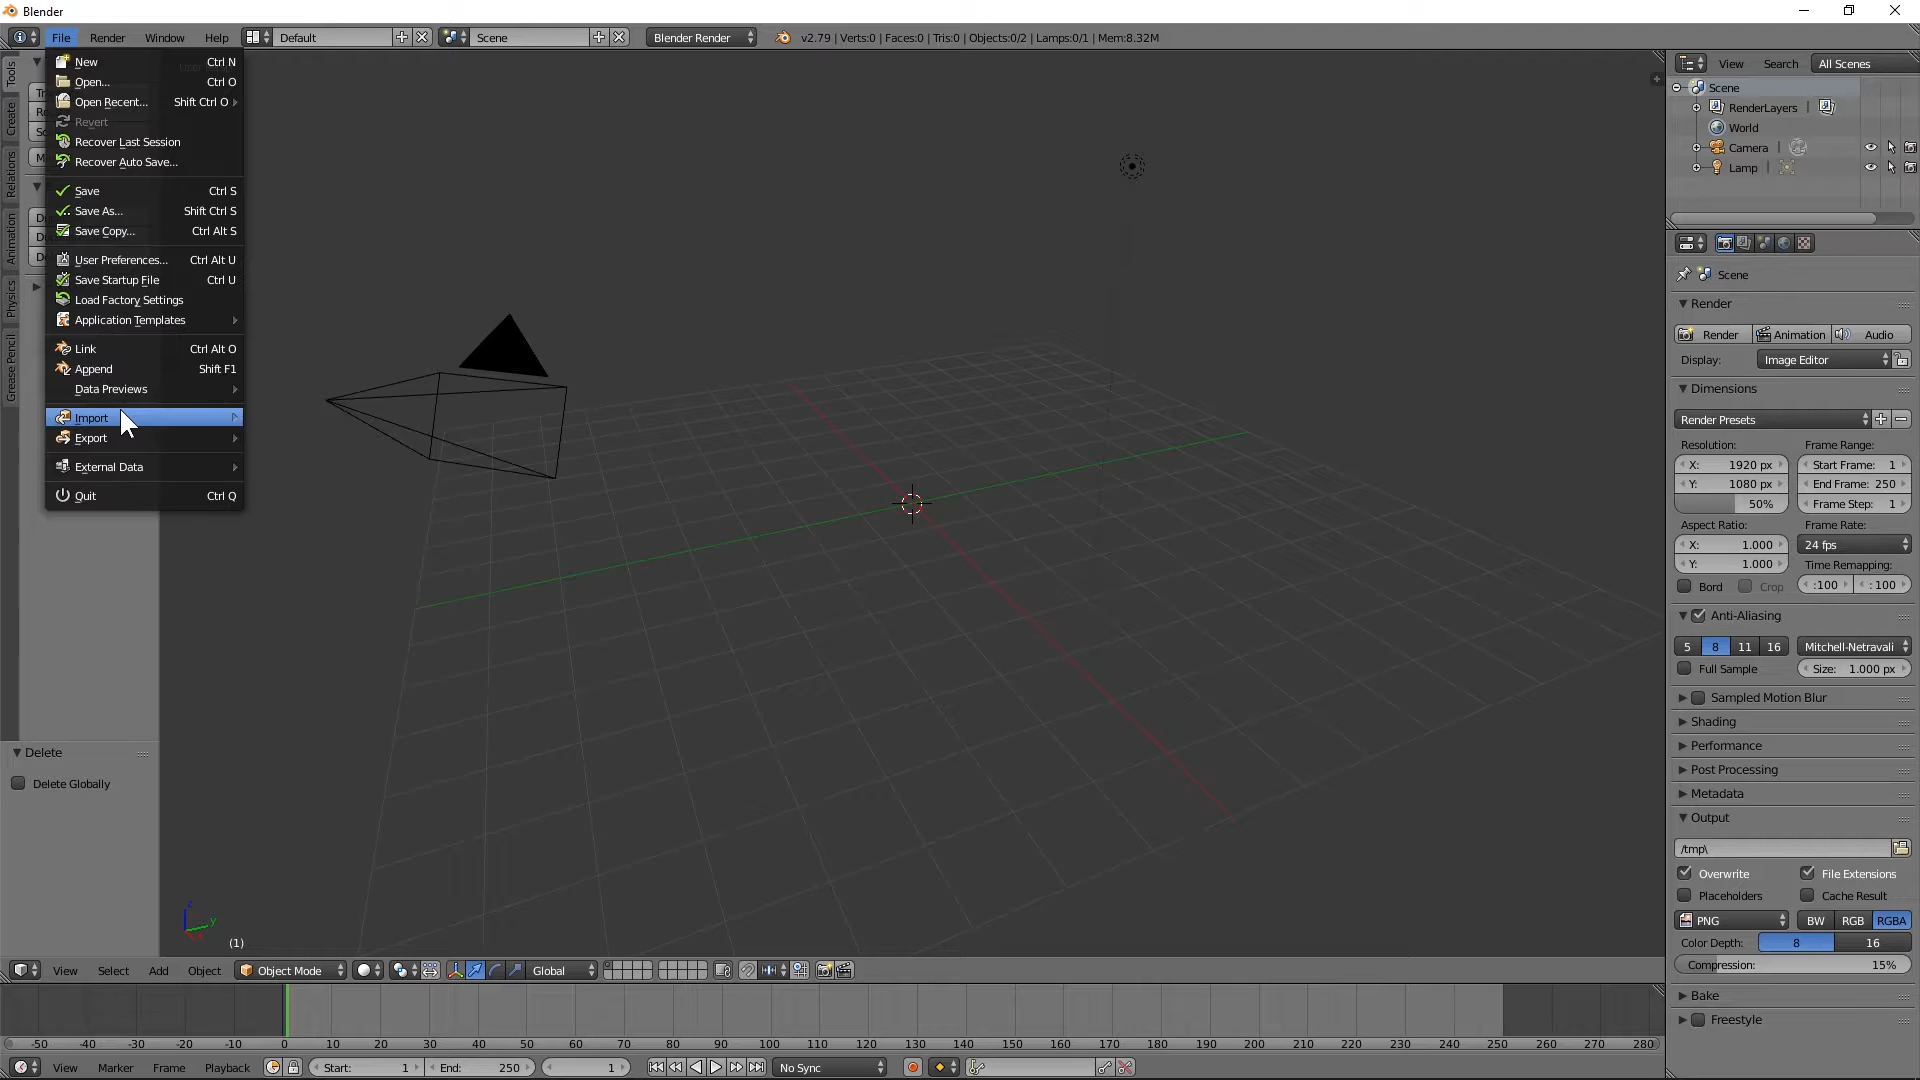 Blender
File Render Window Help Default Scene Blender Render v2.79 | Verts:0 | Faces:0 | Tris:0 | Objects:0/2 | Lamps:0/1 | Mem:8.32M
New Ctrl N
Open... Ctrl O
Open Recent... Shift Ctrl O
Revert
Recover Last Session
Recover Auto Save...
Save Ctrl S
Save As... Shift Ctrl S
Save Copy... Ctrl Alt S
User Preferences... Ctrl Alt U
Save Startup File Ctrl U
Load Factory Settings
Application Templates
Link Ctrl Alt O
Append Shift F1
Data Previews
Import
Export
External Data
Quit Ctrl Q
Tools
Create
Relations
Animation
Physics
Grease Pencil
Delete
Delete Globally
z
y
(1)
View Select Add Object Object Mode Global
-50 -40 -30 -20 -10 0 10 20 30 40 50 60 70 80 90 100 110 120 130 140 150 160 170 180 190 200 210 220 230 240 250 260 270 280
View Marker Frame Playback Start: 1 End: 250 1 No Sync
View Search All Scenes
Scene
RenderLayers |
World
Camera |
Lamp |
Scene
Render
Render Animation Audio
Display: Image Editor
Dimensions
Render Presets
Resolution: Frame Range:
X: 1920 px Start Frame: 1
Y: 1080 px End Frame: 250
50% Frame Step: 1
Aspect Ratio: Frame Rate:
X: 1.000 24 fps
Y: 1.000 Time Remapping:
Bord Crop :100 : 100
Anti-Aliasing
5 8 11 16 Mitchell-Netravali
Full Sample Size: 1.000 px
Sampled Motion Blur
Shading
Performance
Post Processing
Metadata
Output
/tmp\
Overwrite File Extensions
Placeholders Cache Result
PNG BW RGB RGBA
Color Depth: 8 16
Compression: 15%
Bake
Freestyle